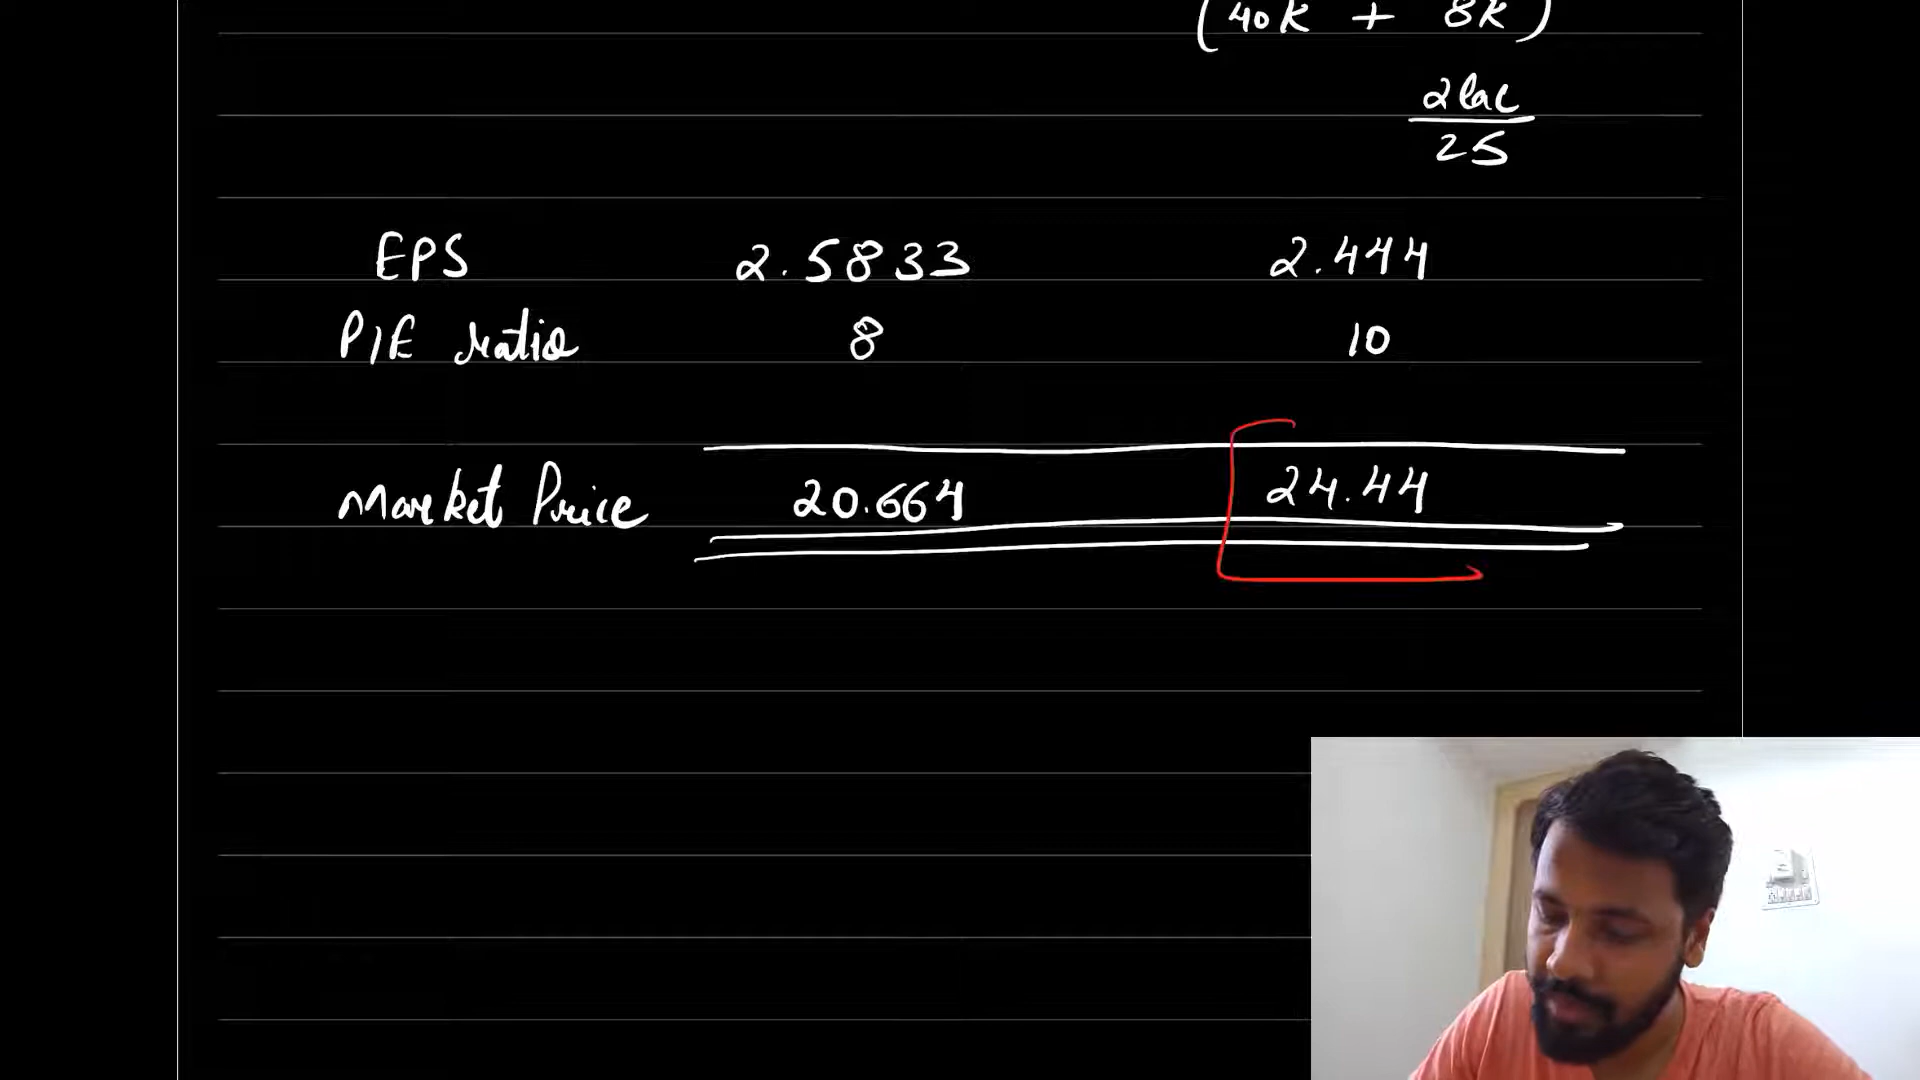 (40k + 8k)
2lac
25
EPS 2.5833 2.444
P/E ratio 8 10
Market Price 20.664 24.44